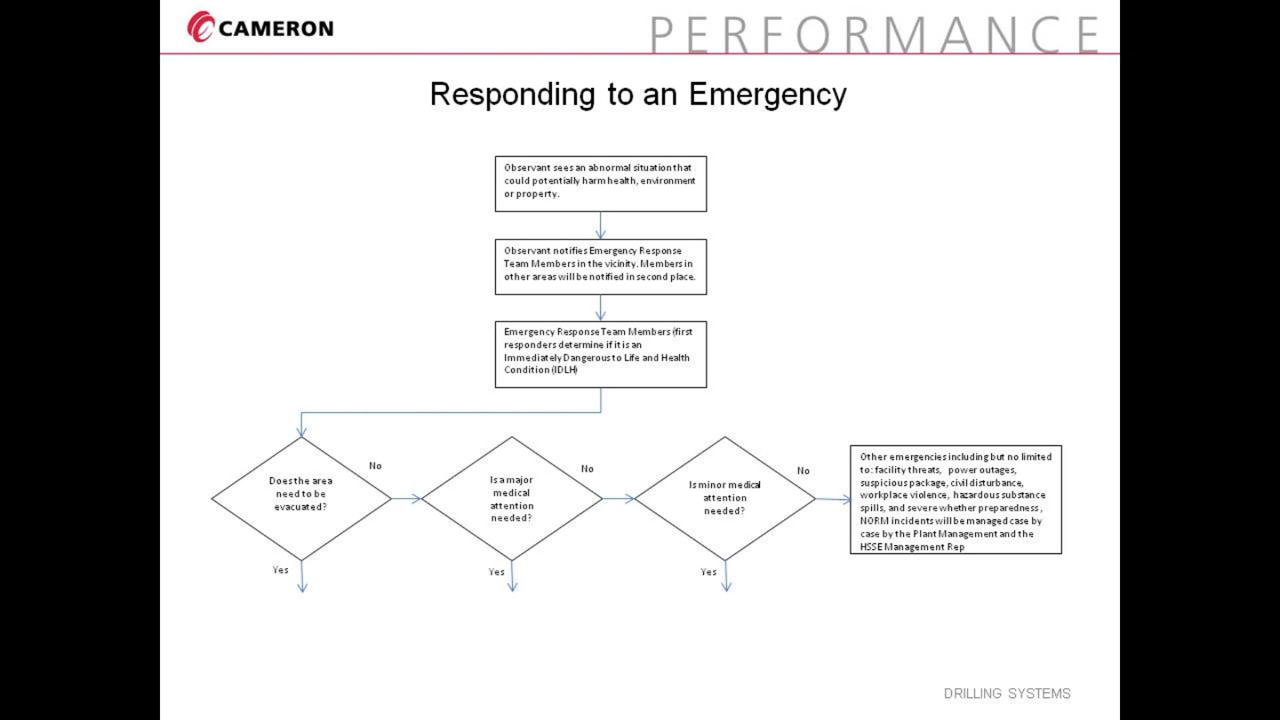 CAMERON
PERFORMANCE
Responding to an Emergency
Observant sees an abnormal situation that
could potentially harm health, environment
or property.
Observant notifies Emergency Response
Team Members in the vicinity. Members in
other areas will be notified in second place.
Emergency Response Team Members (first
responders determine if it is an
Immediately Dangerous to Life and Health
Condition (IDLH)
Does the area
need to be
evacuated?
No
Yes
Is a major
medical
attention
needed?
No
Yes
Is minor medical
attention
needed?
No
Yes
Other emergencies including but no limited
to: facility threats, power outages,
suspicious package, civil disturbance,
workplace violence, hazardous substance
spills, and severe whether preparedness,
NORM incidents will be managed case by
case by the Plant Management and the
HSSE Management Rep
DRILLING SYSTEMS